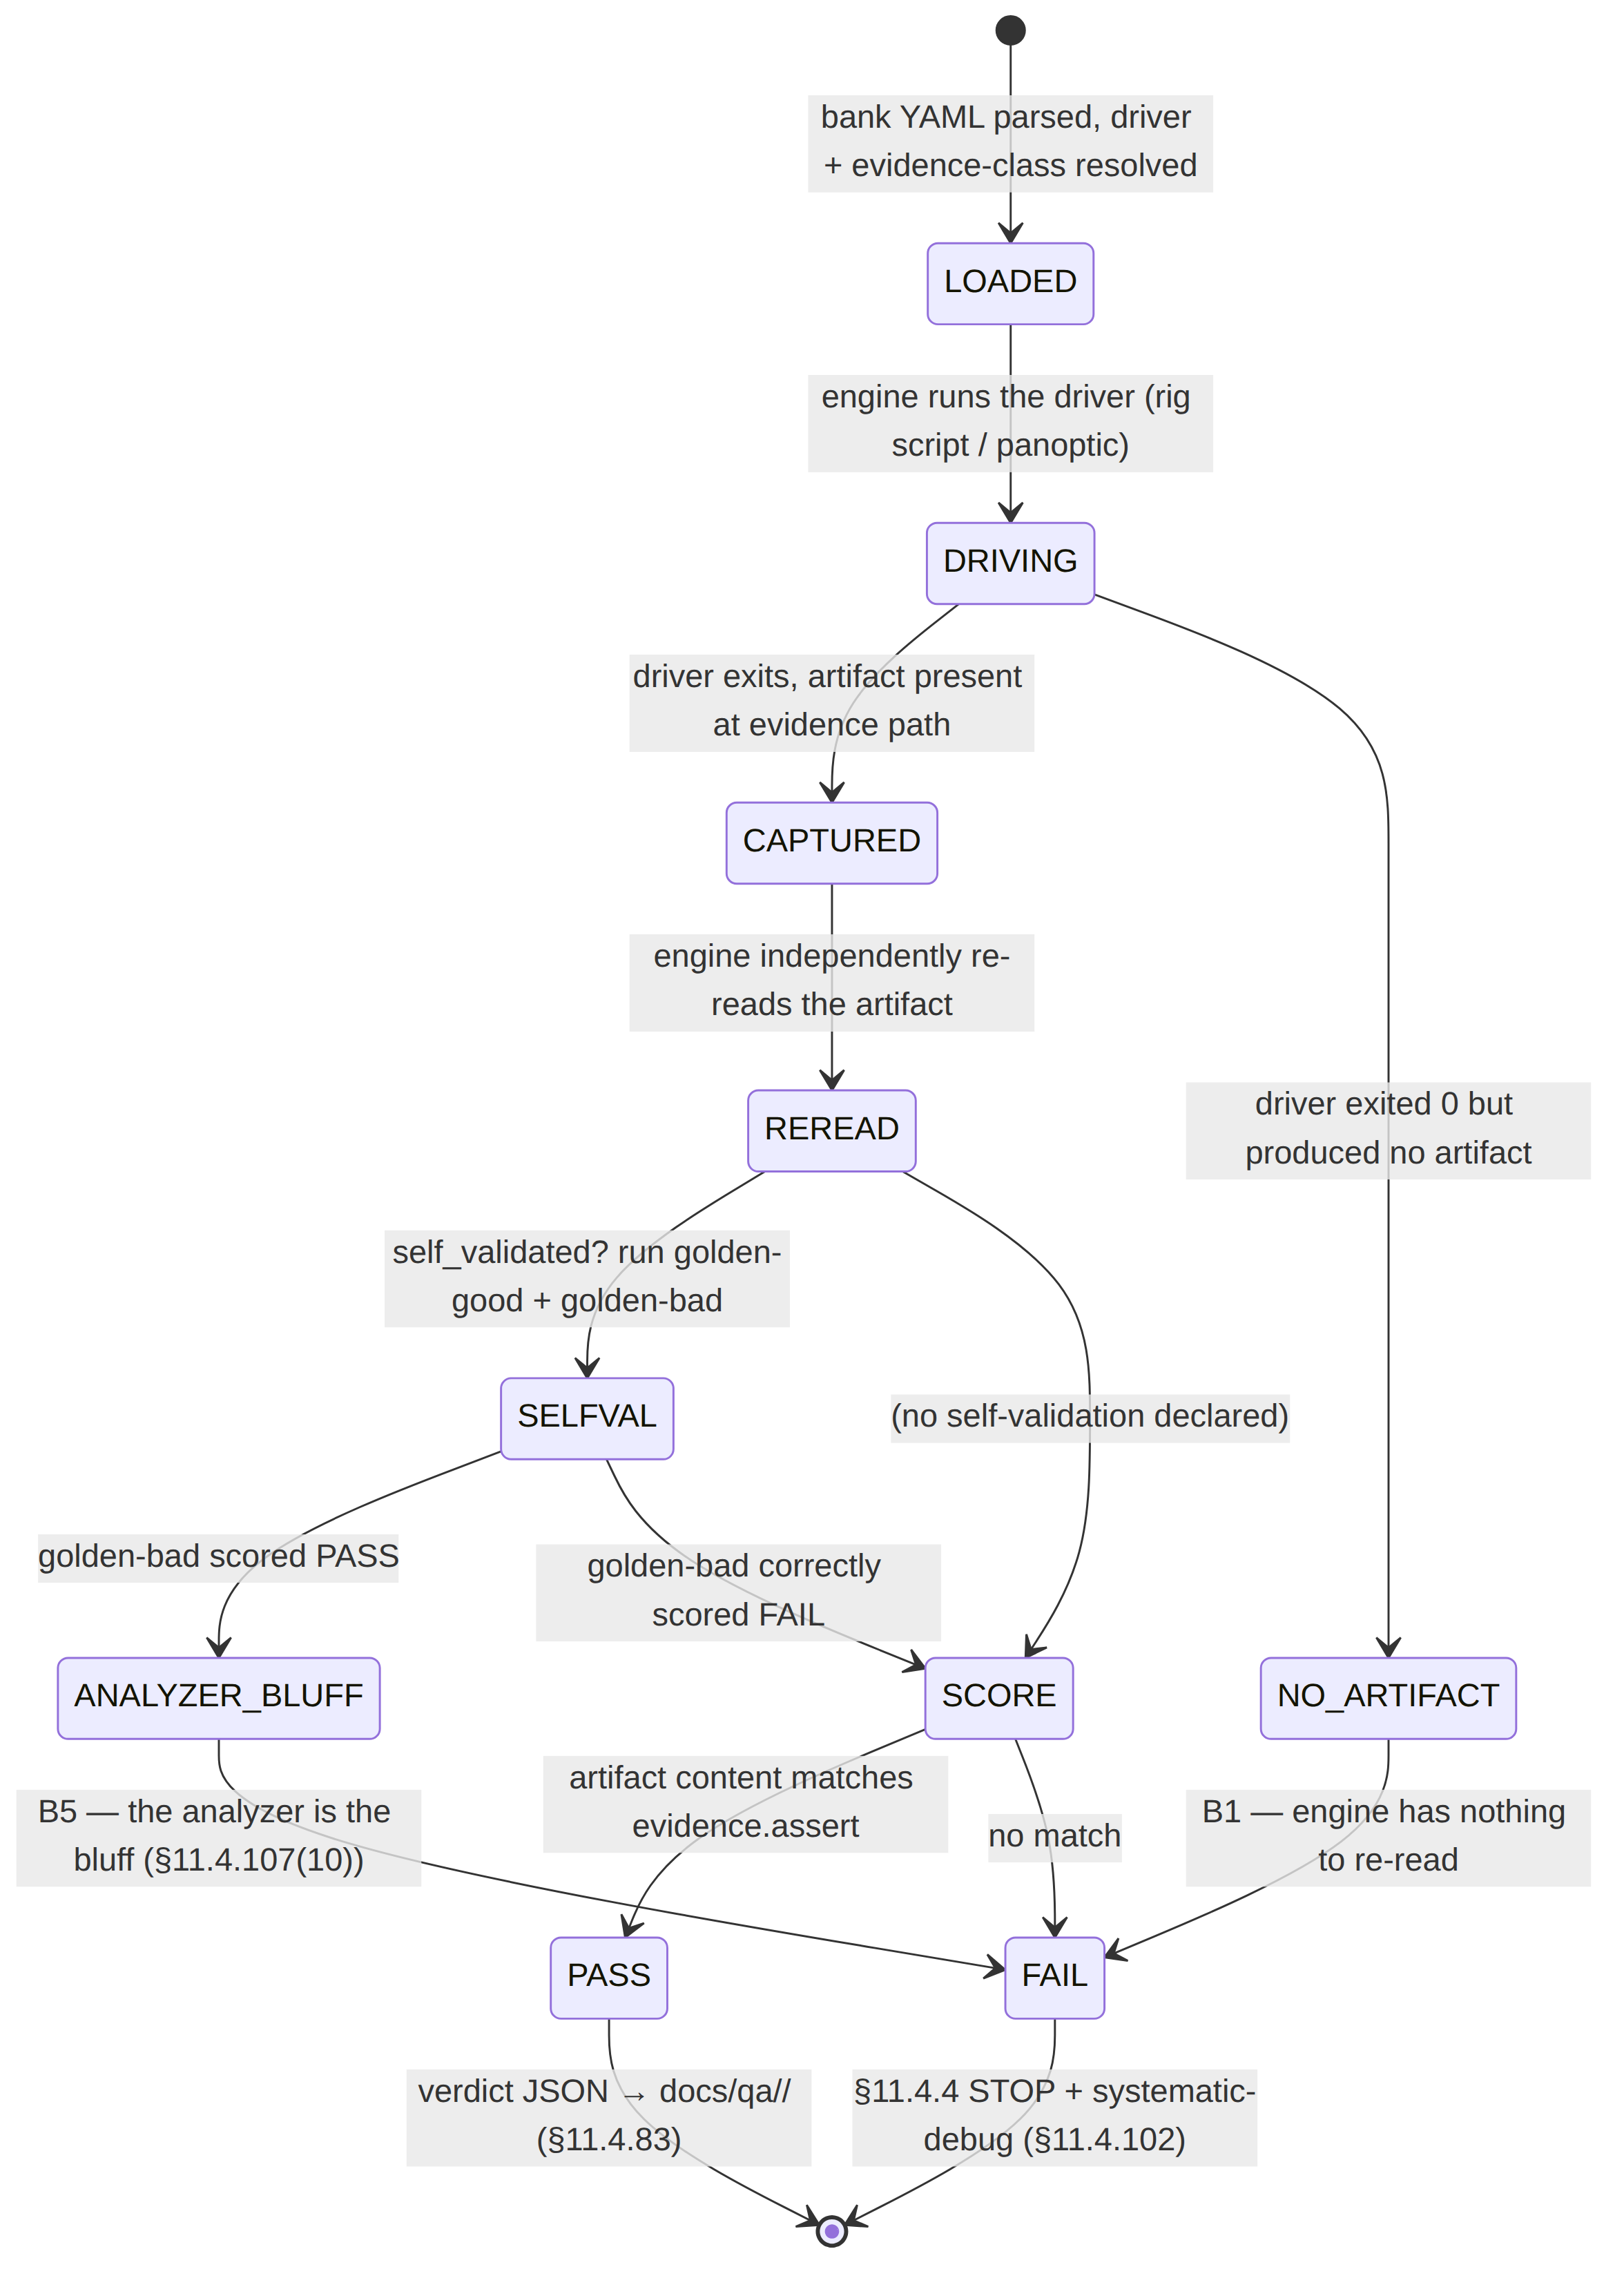 bank YAML parsed, driver
+ evidence-class resolved
LOADED
engine runs the driver (rig
script / panoptic)
DRIVING
driver exits, artifact present
at evidence path
CAPTURED
engine independently re-
reads the artifact
driver exited 0 but
produced no artifact
REREAD
self_validated? run golden-
good + golden-bad
SELFVAL
(no self-validation declared)
golden-bad scored PASS
golden-bad correctly
scored FAIL
ANALYZER_BLUFF
SCORE
NO_ARTIFACT
B5 — the analyzer is the
bluff (§11.4.107(10))
artifact content matches
evidence.assert
no match
B1 — engine has nothing
to re-read
PASS
FAIL
verdict JSON → docs/qa//
(§11.4.83)
§11.4.4 STOP + systematic-
debug (§11.4.102)